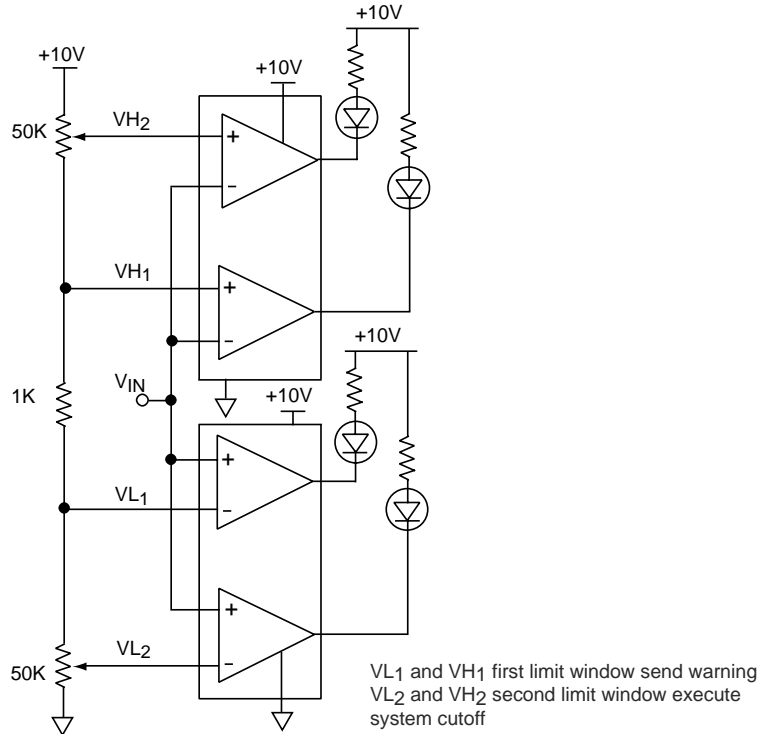 +10V
+10V
+10V
50K
VH2
+
−
VH1
+
−
+10V
1K
VIN
+10V
+
−
VL1
+
−
50K
VL2
VL1 and VH1 first limit window send warning
VL2 and VH2 second limit window execute
system cutoff